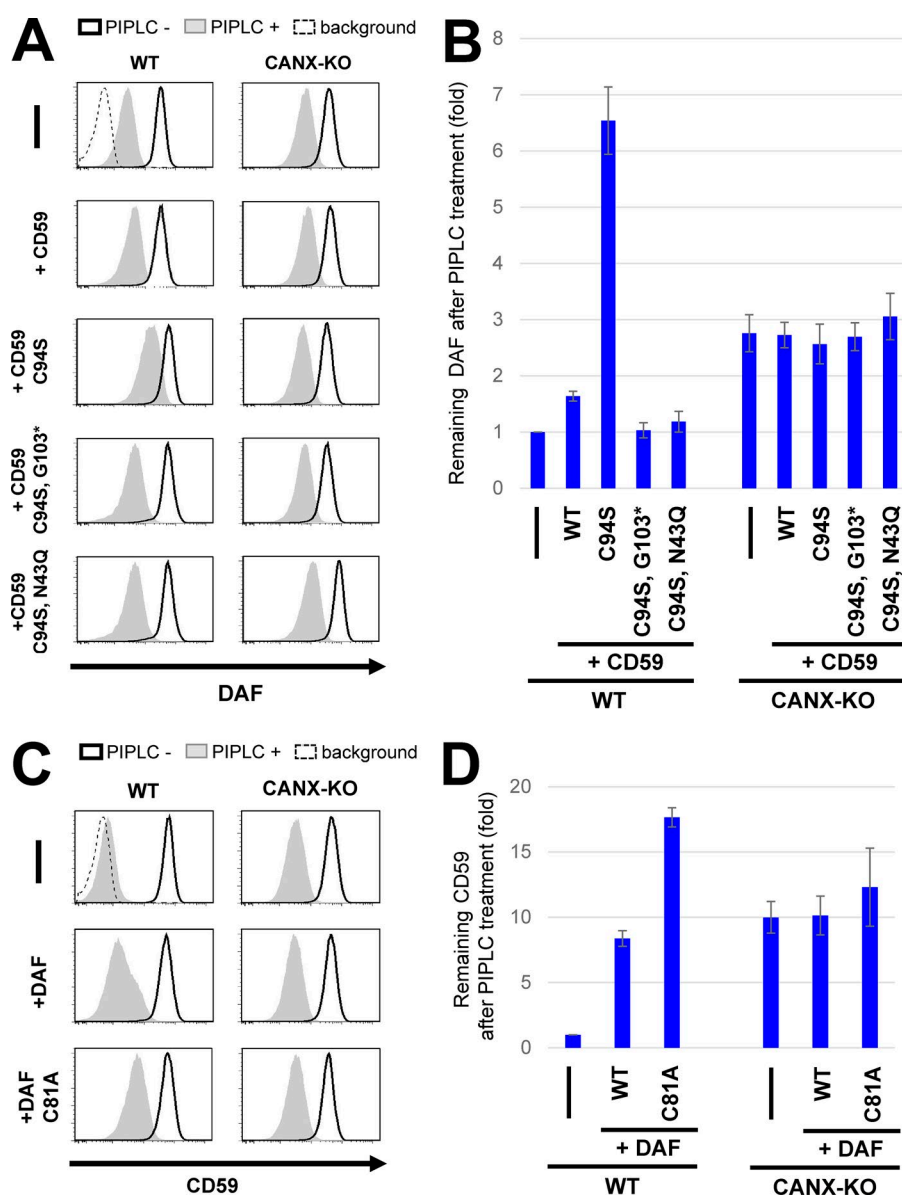 A
PIPLC - PIPLC + background
WT CANX-KO
+ CD59
+ CD59
C94S
+ CD59
C94S, G103*
+CD59
C94S, N43Q
DAF
B
Remaining DAF after PIPLC treatment (fold)
8
7
6
5
4
3
2
1
0
WT
C94S
C94S, G103*
C94S, N43Q
WT
C94S
C94S, G103*
C94S, N43Q
+ CD59 + CD59
WT CANX-KO
C
PIPLC - PIPLC + background
WT CANX-KO
+DAF
+DAF
C81A
CD59
D
Remaining CD59
after PIPLC treatment (fold)
20
15
10
5
0
WT
C81A
WT
C81A
+ DAF + DAF
WT CANX-KO